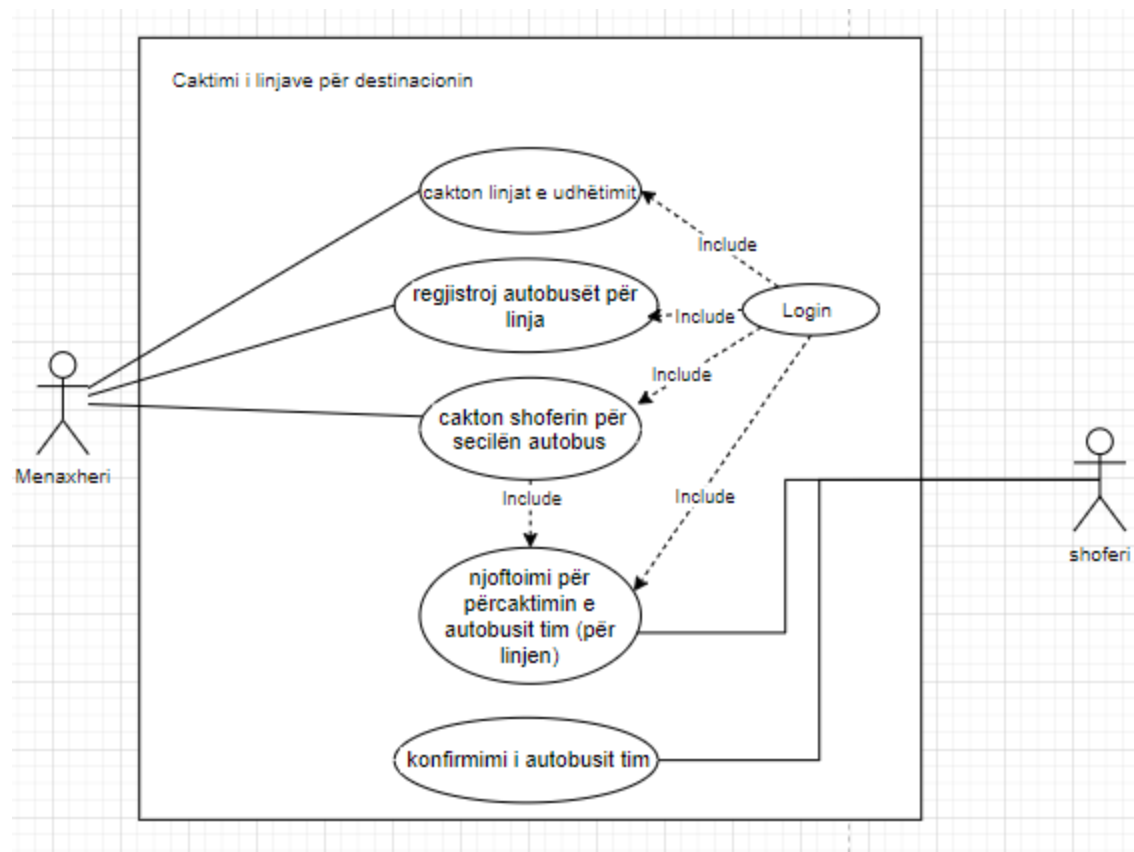 Caktimi i linjave për destinacionin
cakton linjat e udhëtimit
Include
regjistroj autobusët për
linja
Include
Login
Include
cakton shoferin për
secilën autobus
Menaxheri
Include
Include
shoferi
njoftoimi për
përcaktimin e
autobusit tim (për
linjen)
konfirmimi i autobusit tim